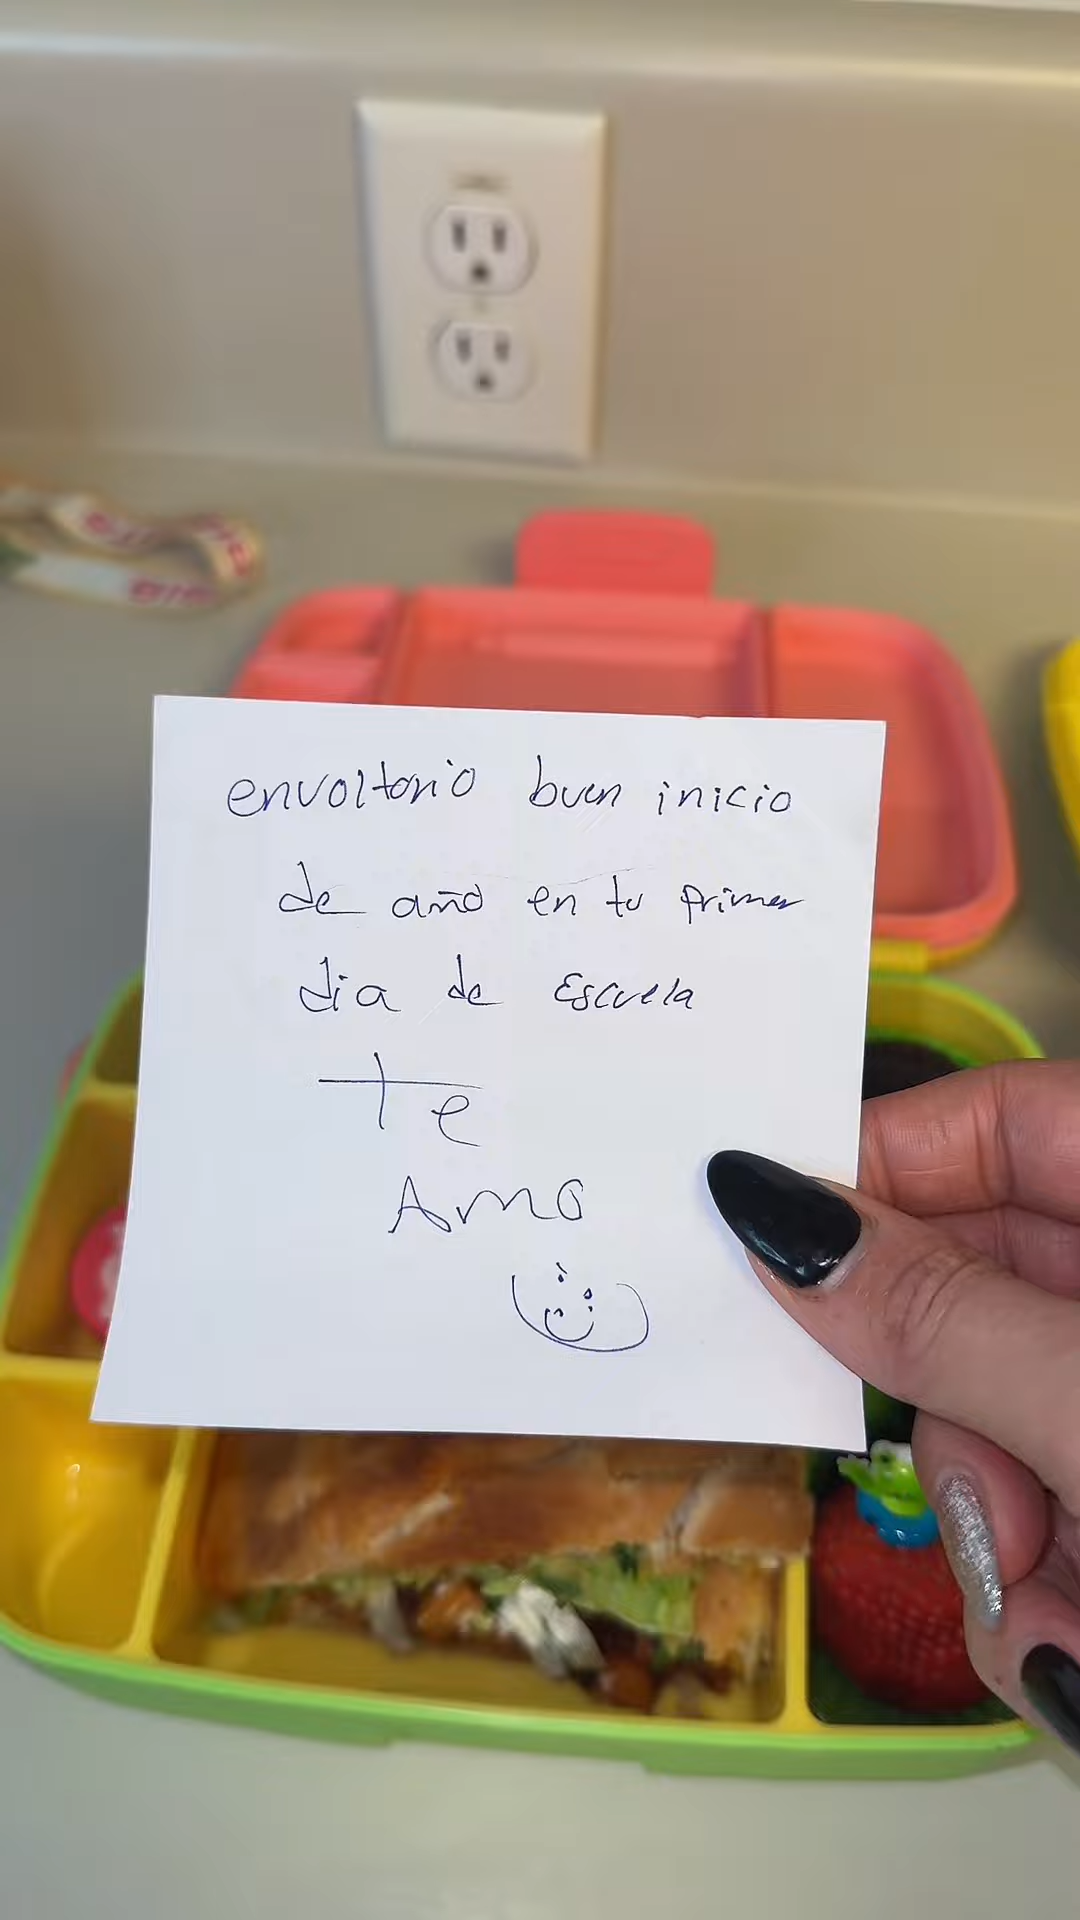 envoltorio buen inicio
de año en tu primer
dia de Escuela
te
Amo